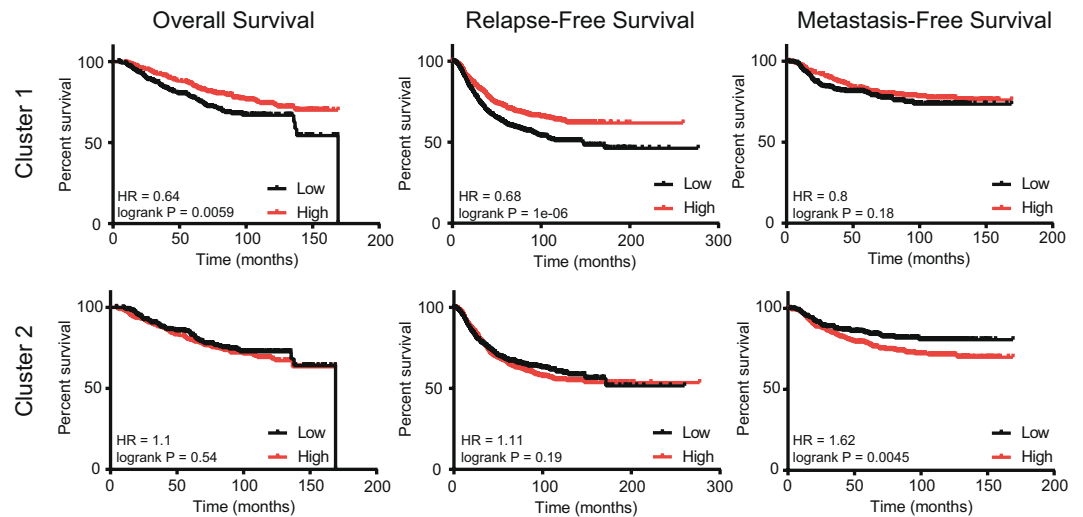 Overall Survival
Relapse-Free Survival
Metastasis-Free Survival
Cluster 1
Percent survival
100
50
0
HR = 0.64
logrank P = 0.0059
Low
High
0 50 100 150 200
Time (months)
Percent survival
100
50
0
HR = 0.68
logrank P = 1e-06
Low
High
0 100 200 300
Time (months)
Percent survival
100
50
0
HR = 0.8
logrank P = 0.18
Low
High
0 50 100 150 200
Time (months)
Cluster 2
Percent survival
100
50
0
HR = 1.1
logrank P = 0.54
Low
High
0 50 100 150 200
Time (months)
Percent survival
100
50
0
HR = 1.11
logrank P = 0.19
Low
High
0 100 200 300
Time (months)
Percent survival
100
50
0
HR = 1.62
logrank P = 0.0045
Low
High
0 50 100 150 200
Time (months)